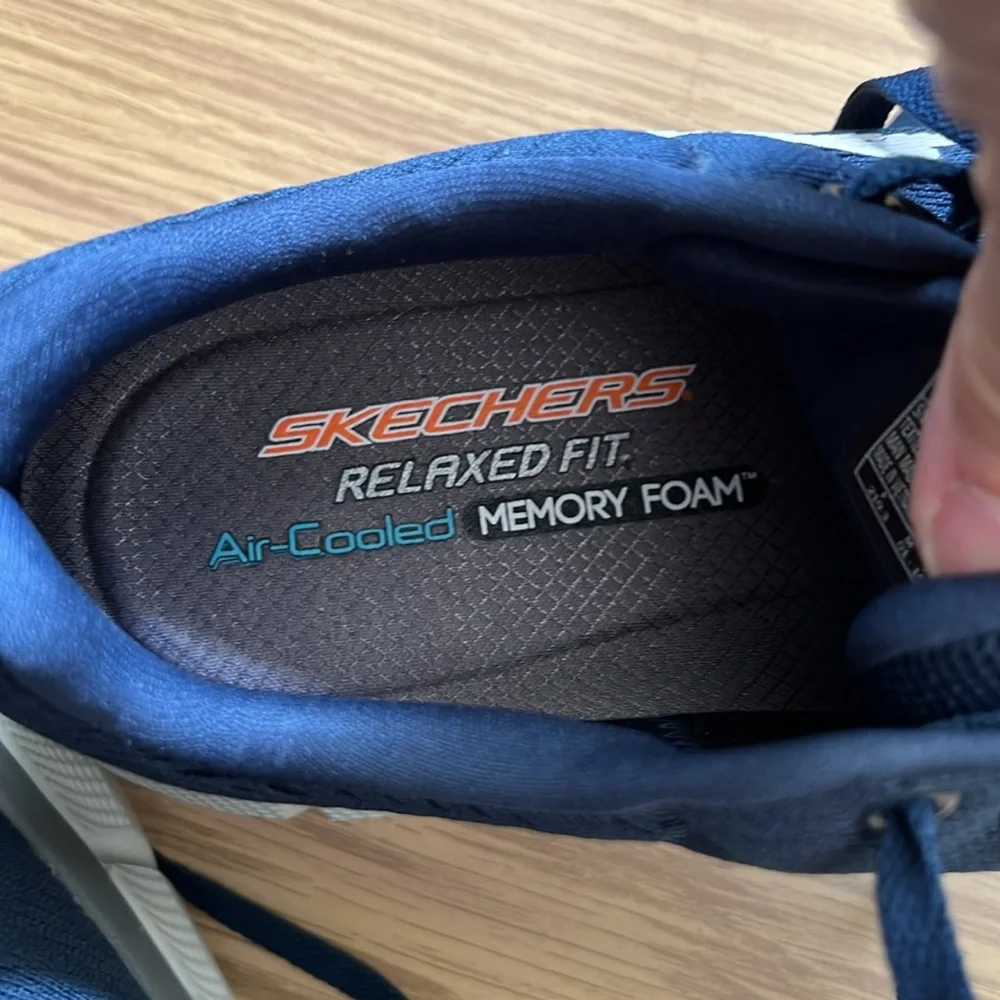 SKECHERS
RELAXED FIT.
Air-Cooled MEMORY FOAM™